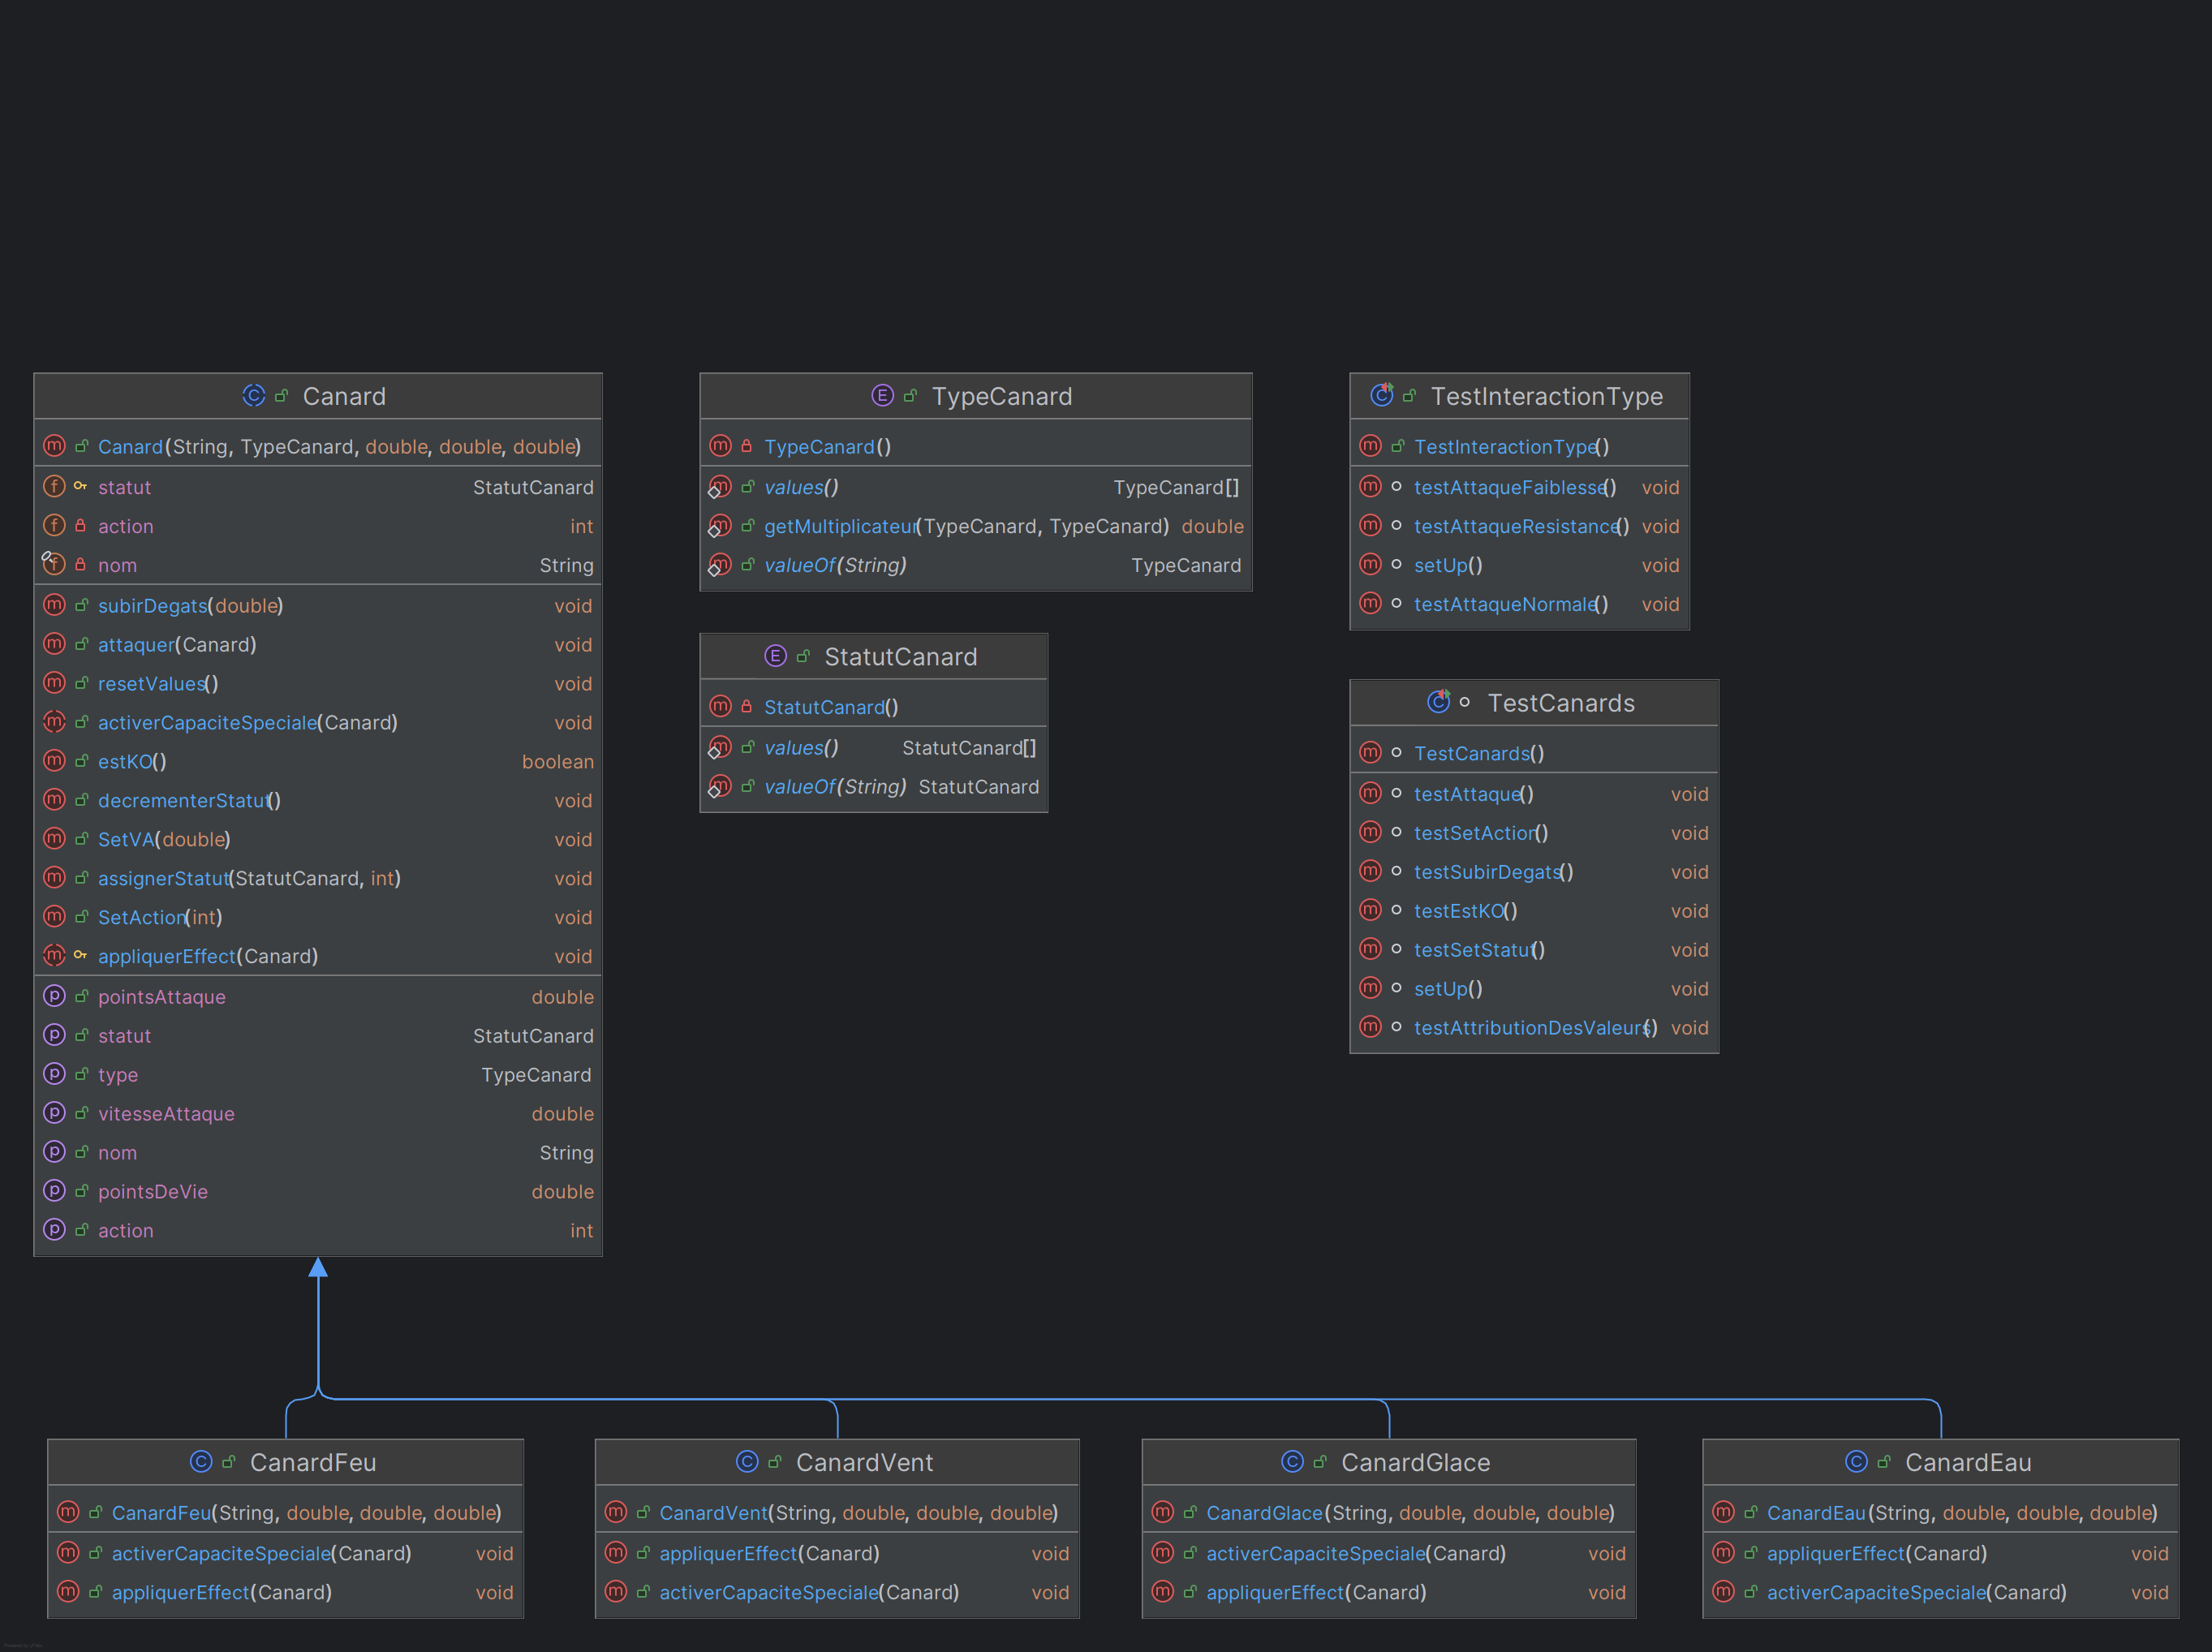 Canard
Canard(String, TypeCanard, double, double, double)
statut StatutCanard
action int
nom String
subirDegats(double) void
attaquer(Canard) void
resetValues() void
activerCapaciteSpeciale(Canard) void
estKO() boolean
decrementerStatut() void
SetVA(double) void
assignerStatut(StatutCanard, int) void
SetAction(int) void
appliquerEffect(Canard) void
pointsAttaque double
statut StatutCanard
type TypeCanard
vitesseAttaque double
nom String
pointsDeVie double
action int
TypeCanard
TypeCanard()
values() TypeCanard[]
getMultiplicateur(TypeCanard, TypeCanard) double
valueOf(String) TypeCanard
StatutCanard
StatutCanard()
values() StatutCanard[]
valueOf(String) StatutCanard
TestInteractionType
TestInteractionType()
testAttaqueFaiblesse() void
testAttaqueResistance() void
setUp() void
testAttaqueNormale() void
TestCanards
TestCanards()
testAttaque() void
testSetAction() void
testSubirDegats() void
testEstKO() void
testSetStatut() void
setUp() void
testAttributionDesValeurs() void
CanardFeu
CanardFeu(String, double, double, double)
activerCapaciteSpeciale(Canard) void
appliquerEffect(Canard) void
CanardVent
CanardVent(String, double, double, double)
appliquerEffect(Canard) void
activerCapaciteSpeciale(Canard) void
CanardGlace
CanardGlace(String, double, double, double)
activerCapaciteSpeciale(Canard) void
appliquerEffect(Canard) void
CanardEau
CanardEau(String, double, double, double)
appliquerEffect(Canard) void
activerCapaciteSpeciale(Canard) void